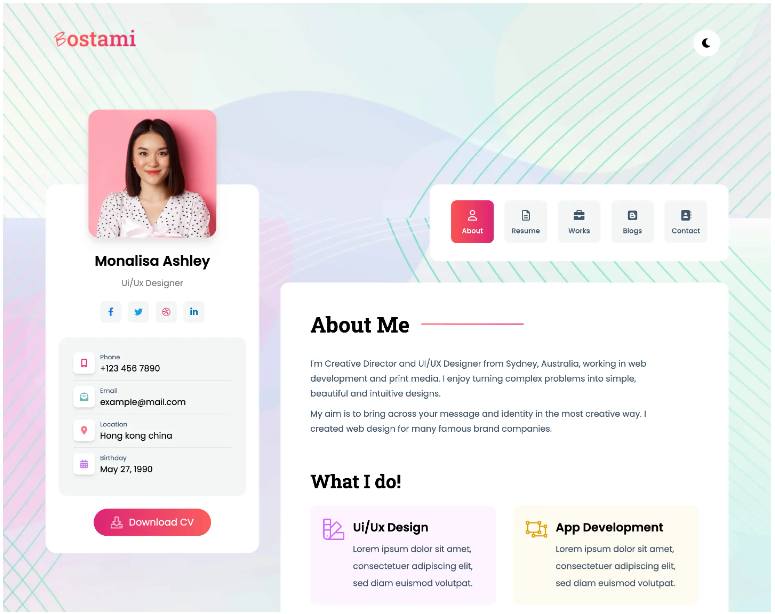 Bostami
Monalisa Ashley
Ui/Ux Designer
Phone
+123 456 7890
Email
example@mail.com
Location
Hong kong china
Birthday
May 27, 1990
Download CV
About
Resume
Works
Blogs
Contact
About Me
I'm Creative Director and UI/UX Designer from Sydney, Australia, working in web
development and print media. I enjoy turning complex problems into simple,
beautiful and intuitive designs.
My aim is to bring across your message and identity in the most creative way. I
created web design for many famous brand companies.
What I do!
Ui/Ux Design
Lorem ipsum dolor sit amet,
consectetuer adipiscing elit,
sed diam euismod volutpat.
App Development
Lorem ipsum dolor sit amet,
consectetuer adipiscing elit,
sed diam euismod volutpat.